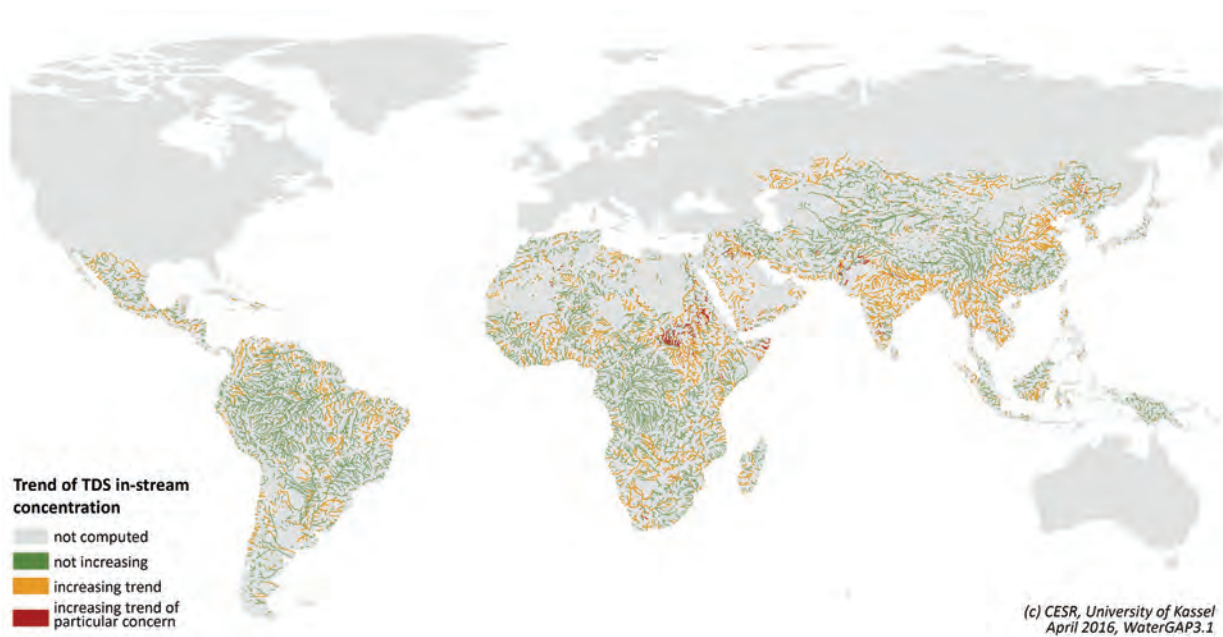 Trend of TDS in-stream
concentration
not computed
not increasing
increasing trend
increasing trend of
particular concern
(c) CESR, University of Kassel
April 2016, WaterGAP3.1